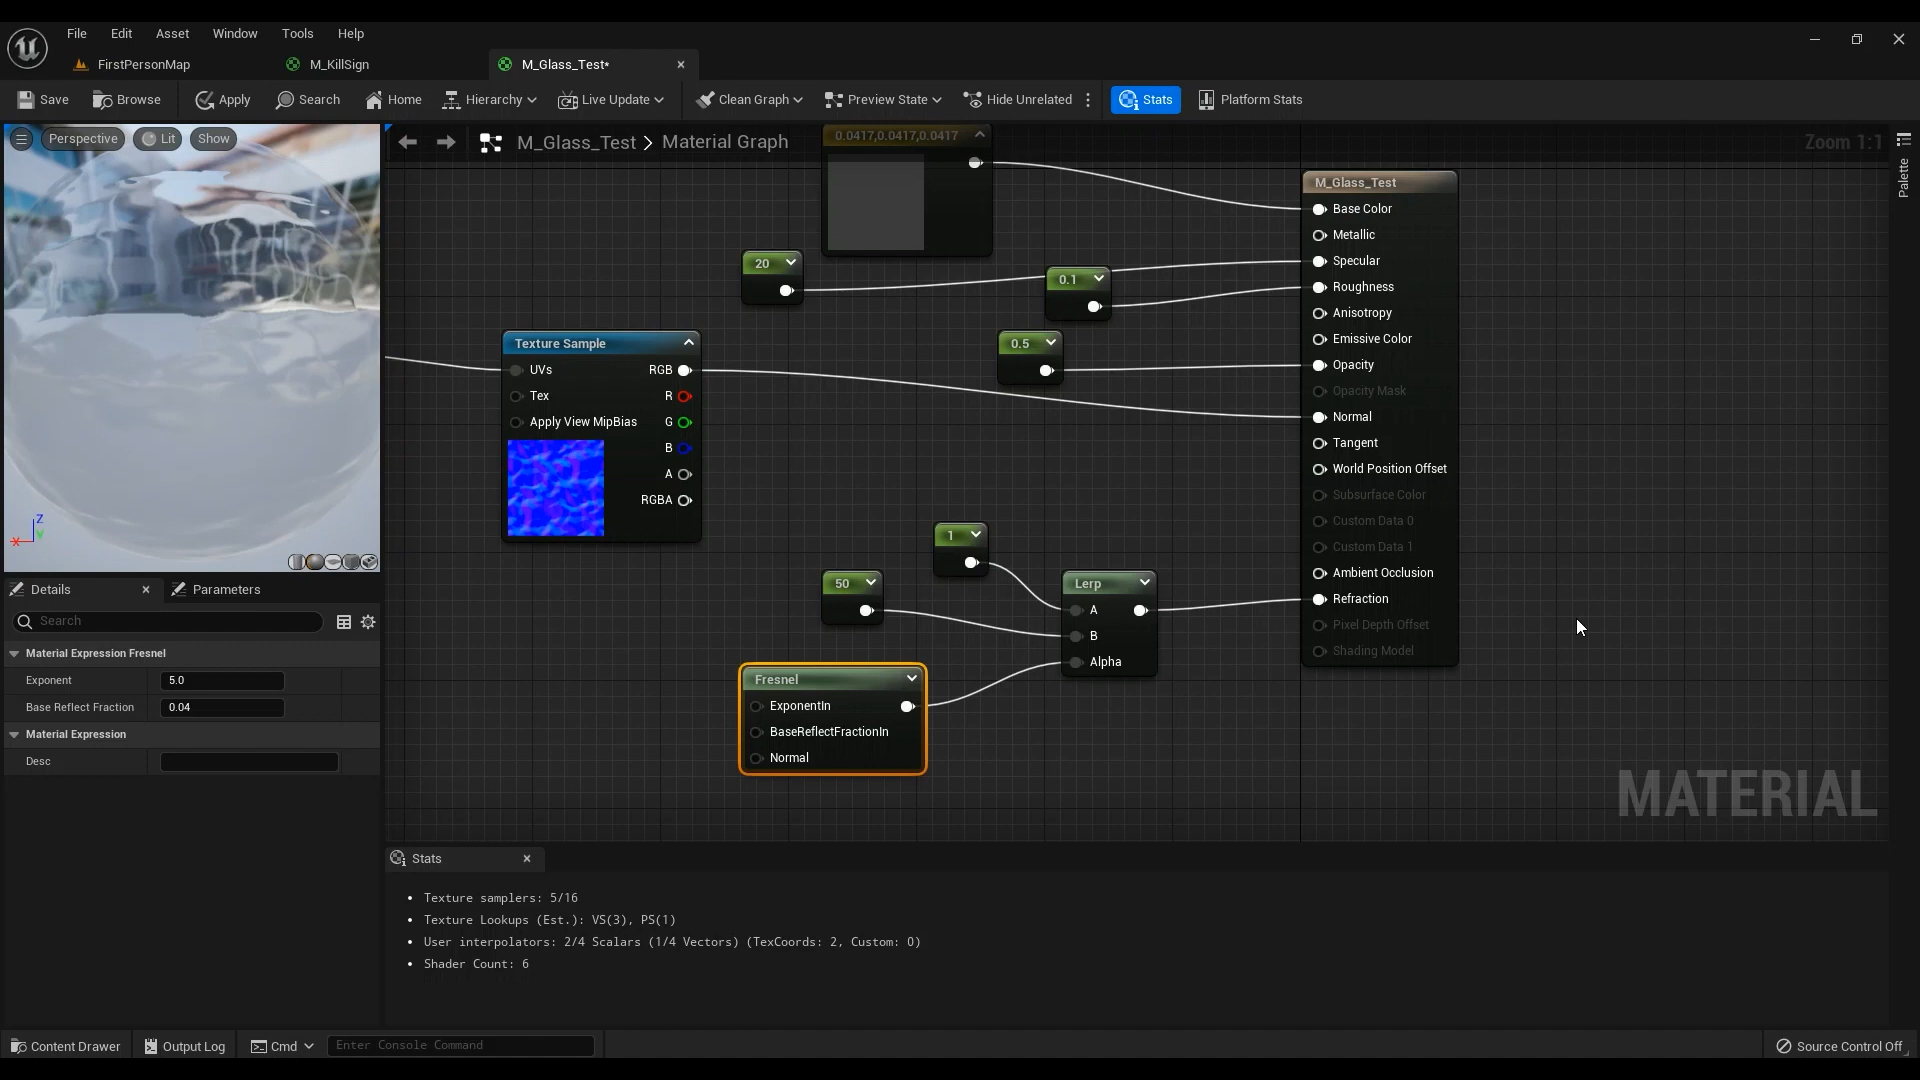 File Edit Asset Window Tools Help
FirstPersonMap M_KillSign M_Glass_Test*
Save Browse Apply Search Home Hierarchy Live Update Clean Graph Preview State Hide Unrelated Stats Platform Stats
Perspective Lit Show
M_Glass_Test > Material Graph
0.0417,0.0417,0.0417
Zoom 1:1
Palette
M_Glass_Test
Base Color
Metallic
Specular
Roughness
Anisotropy
Emissive Color
Opacity
Opacity Mask
Normal
Tangent
World Position Offset
Subsurface Color
Custom Data 0
Custom Data 1
Ambient Occlusion
Refraction
Pixel Depth Offset
Shading Model
20
0.1
0.5
Texture Sample
UVs RGB
Tex R
Apply View MipBias G
B
A
RGBA
1
50
Lerp
A
B
Alpha
Fresnel
ExponentIn
BaseReflectFractionIn
Normal
MATERIAL
Z
X
Y
Details Parameters
Search
Material Expression Fresnel
Exponent 5.0
Base Reflect Fraction 0.04
Material Expression
Desc
Stats
• Texture samplers: 5/16
• Texture Lookups (Est.): VS(3), PS(1)
• User interpolators: 2/4 Scalars (1/4 Vectors) (TexCoords: 2, Custom: 0)
• Shader Count: 6
Content Drawer Output Log Cmd Enter Console Command Source Control Off